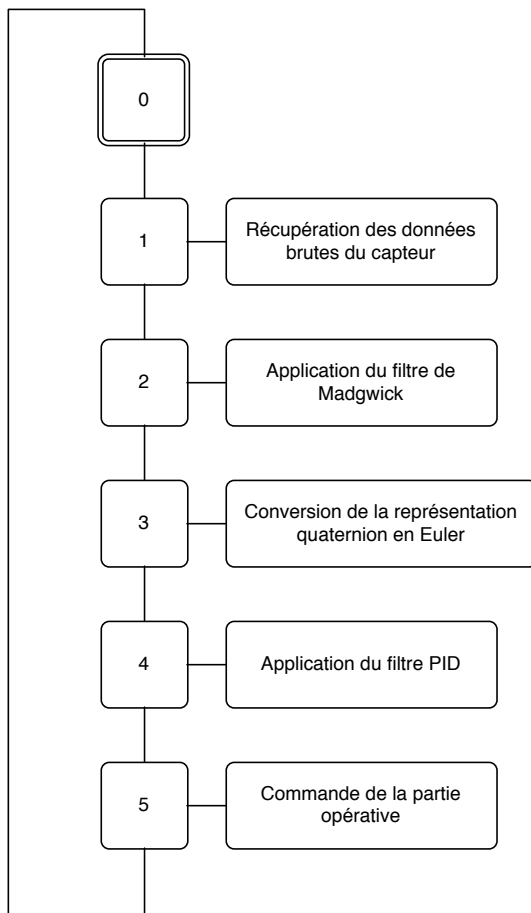 0
1
Récupération des données
brutes du capteur
2
Application du filtre de
Madgwick
3
Conversion de la représentation
quaternion en Euler
4
Application du filtre PID
5
Commande de la partie
opérative